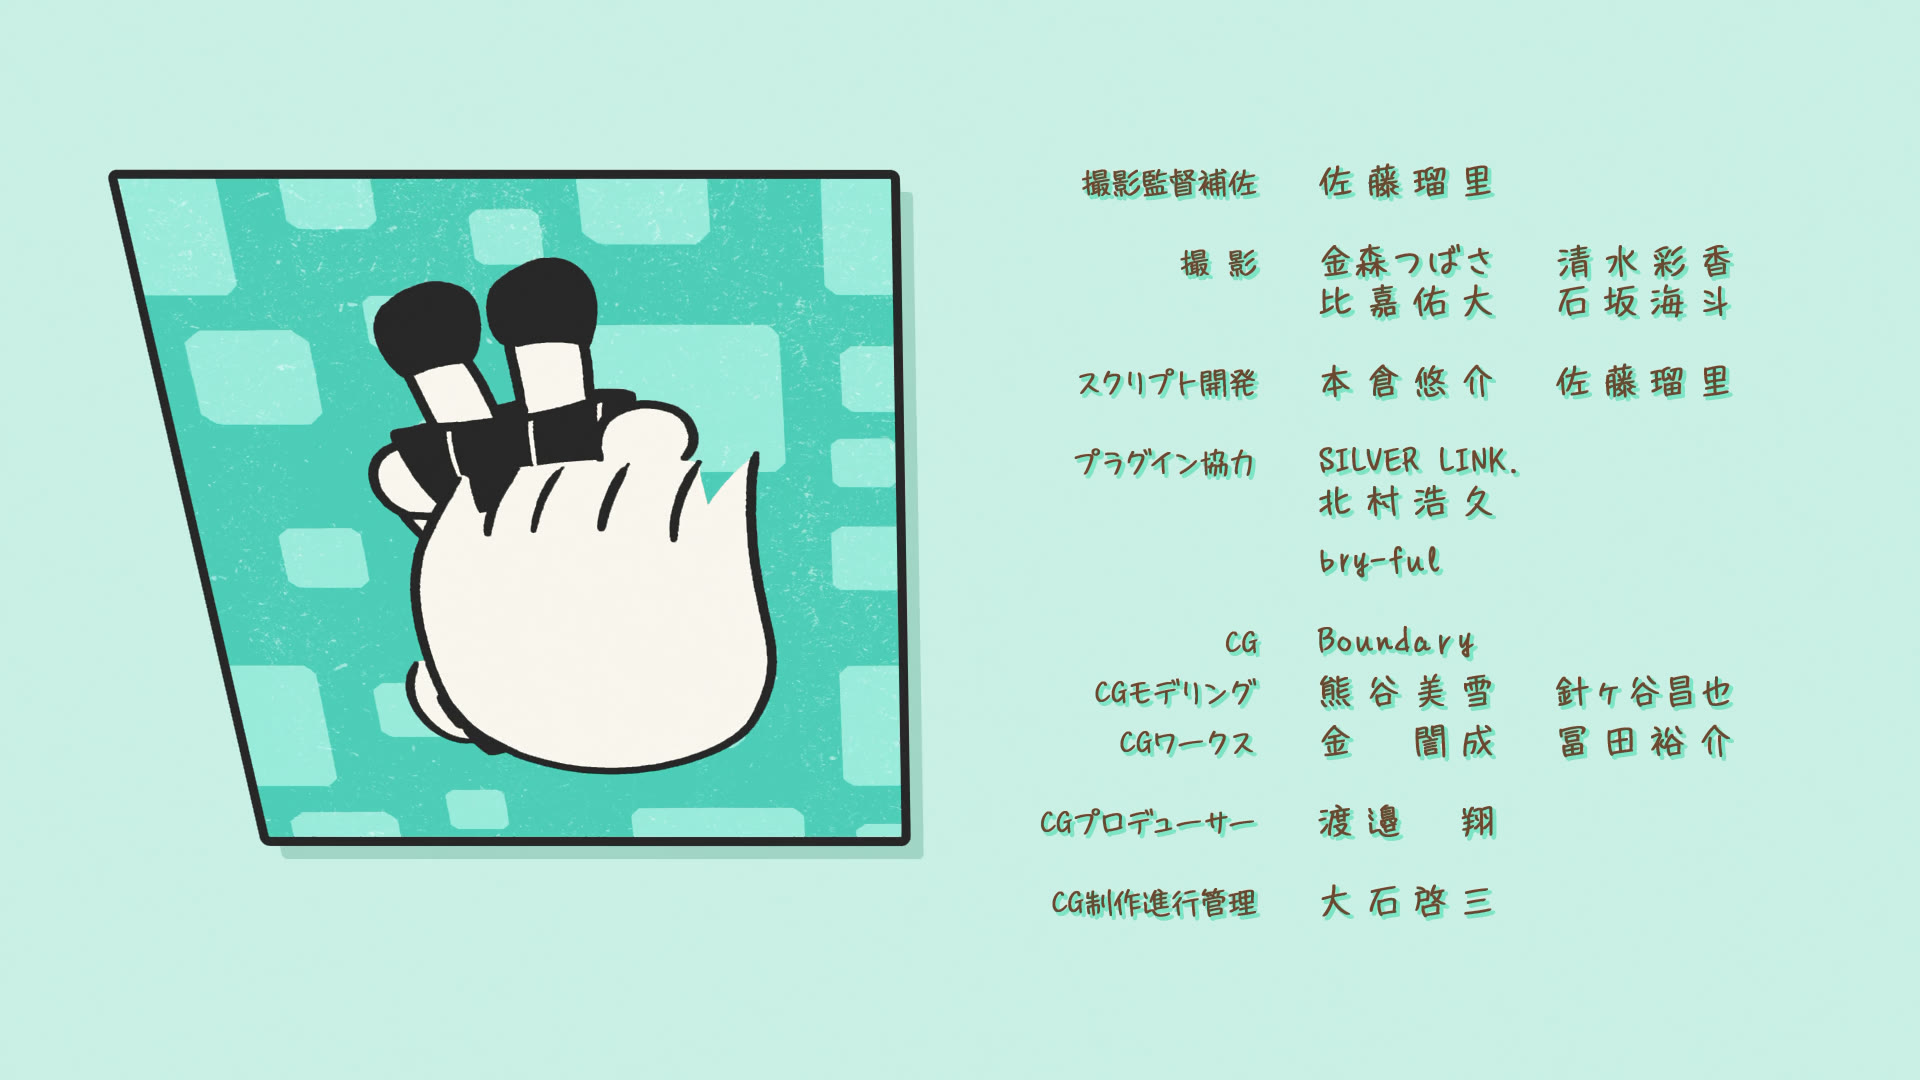 撮影監督補佐 佐藤瑠里
撮影 金森つばさ 清水彩香
比嘉佑大 石坂海斗
スクリプト開発 本倉悠介 佐藤瑠里
プラグイン協力 SILVER LINK.
北村浩久
bry-ful
CG Boundary
CGモデリング 熊谷美雪 針ヶ谷昌也
CGワークス 金 誾成 冨田裕介
CGプロデューサー 渡邉 翔
CG制作進行管理 大石啓三